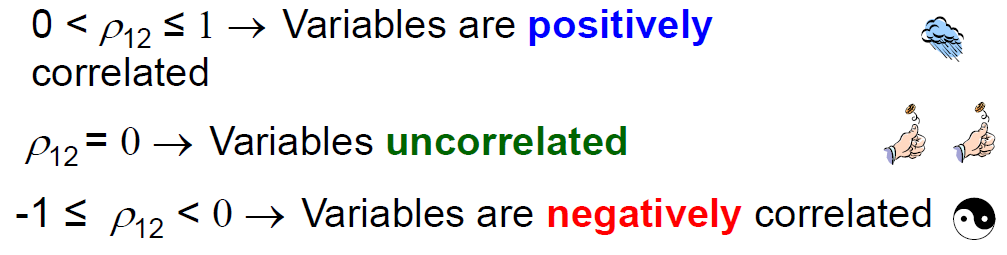 0 < ρ12 ≤ 1 → Variables are positively
correlated
ρ12 = 0 → Variables uncorrelated
-1 ≤ ρ12 < 0 → Variables are negatively correlated